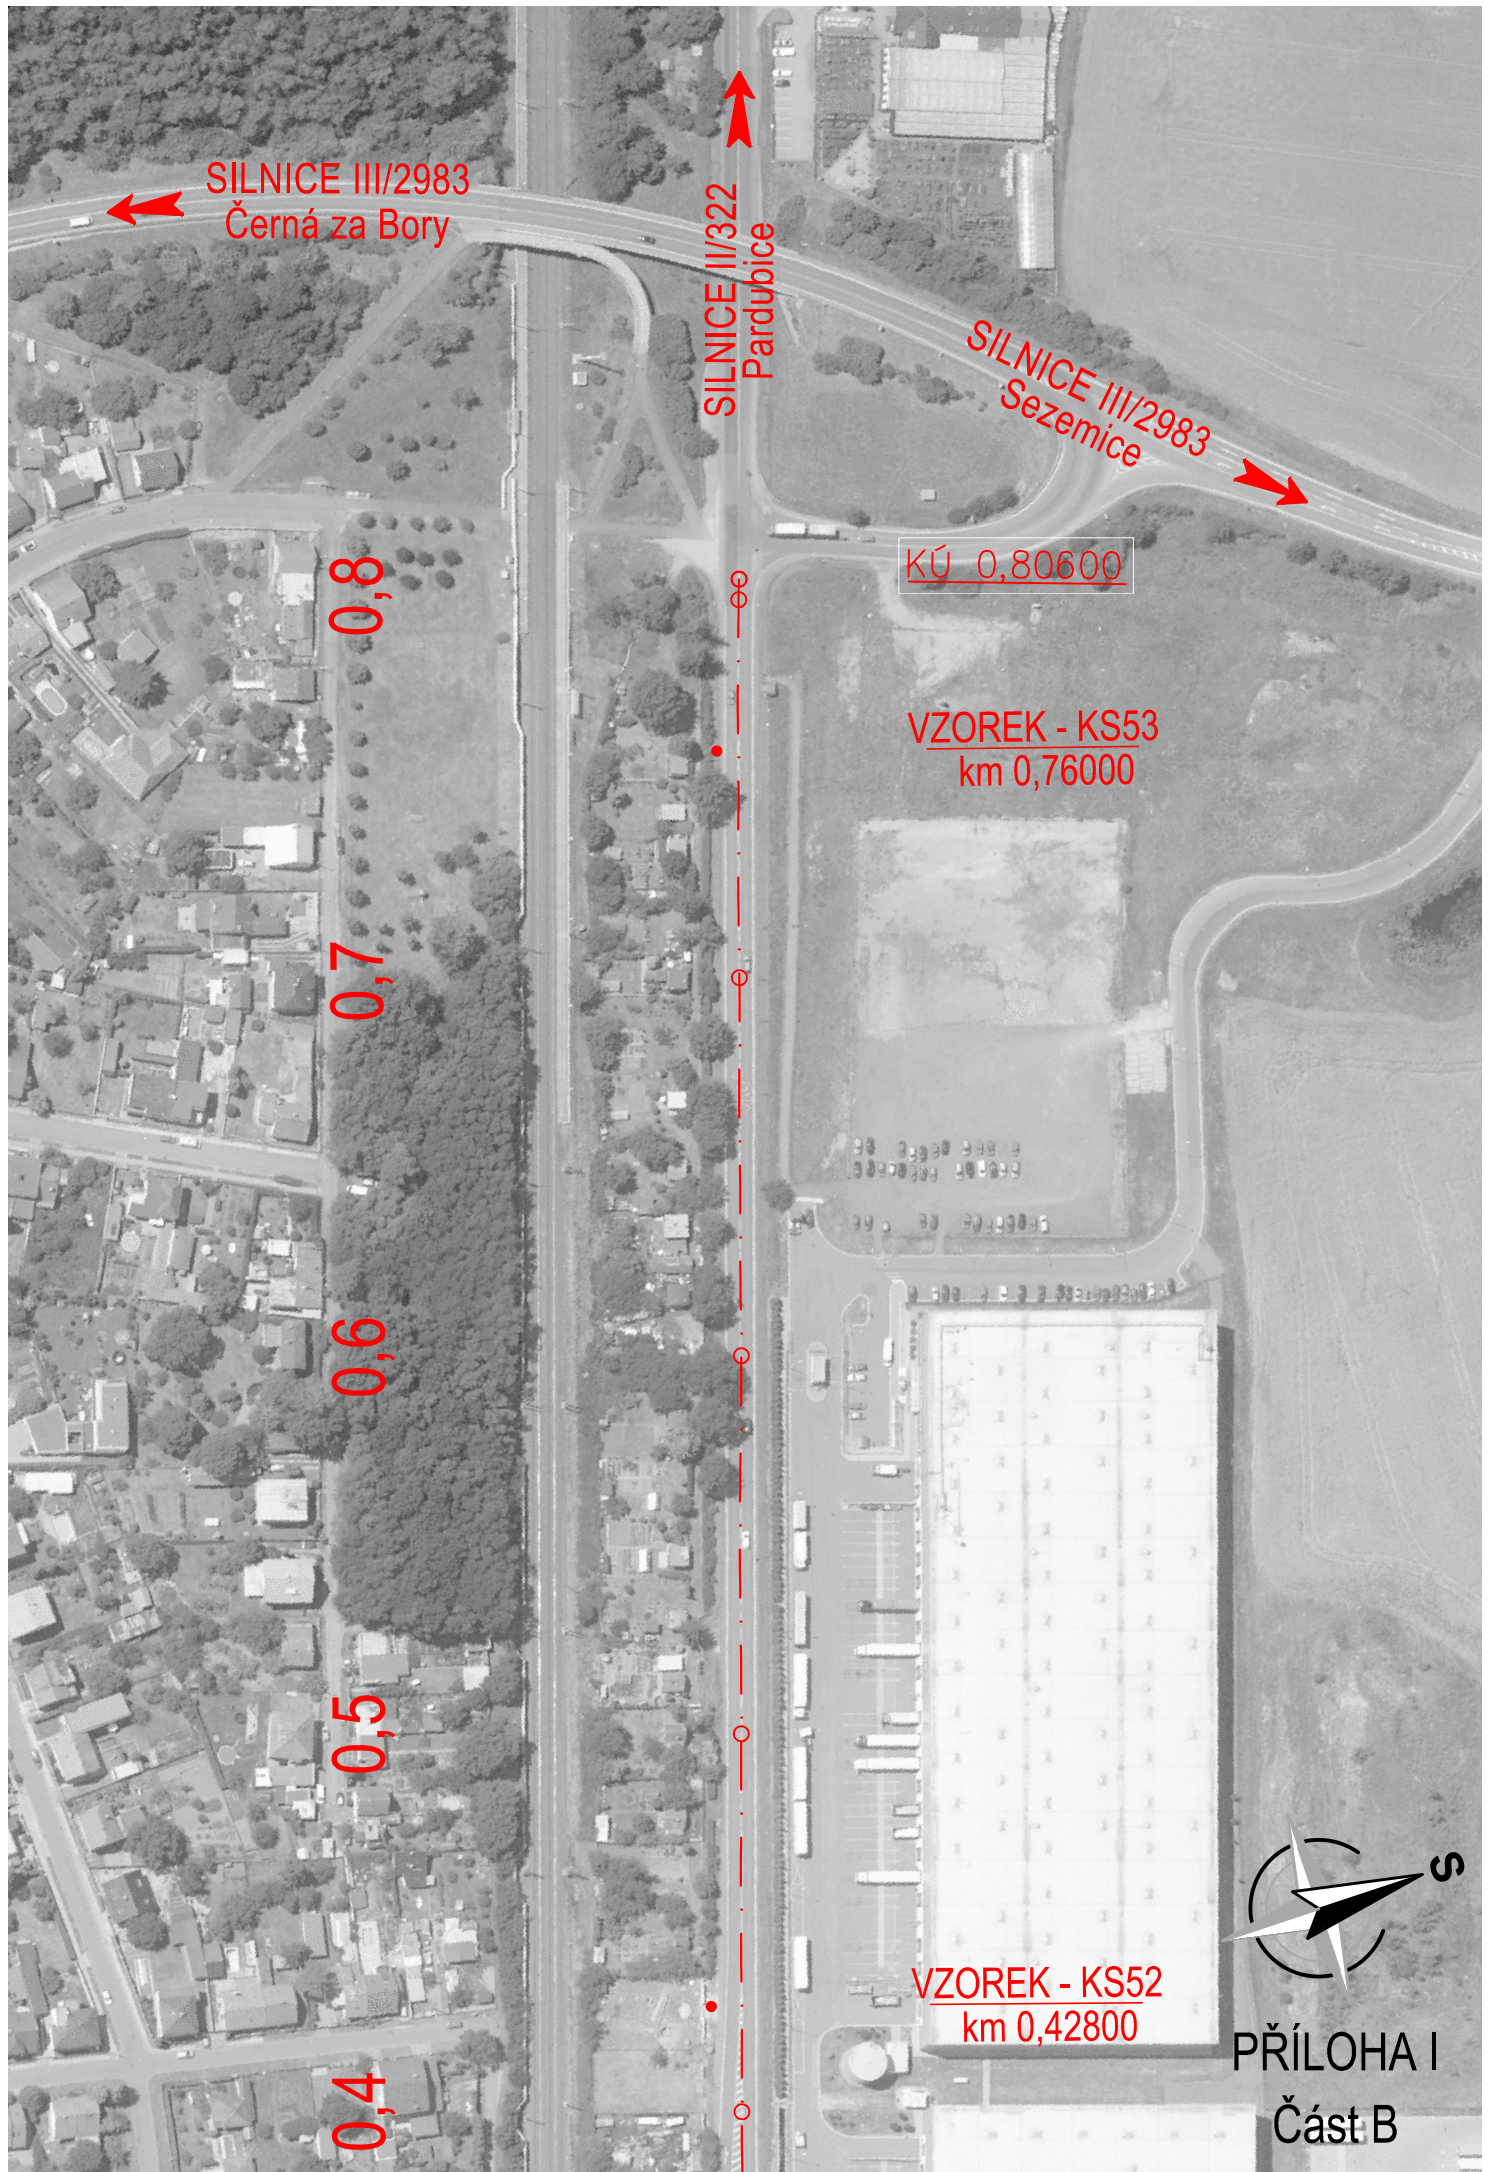 SILNICE III/2983
Černá za Bory
SILNICE II/322
Pardubice
SILNICE III/2983
Sezemice
KÚ 0,80600
0,8
VZOREK - KS53
km 0,76000
0,7
0,6
0,5
S
VZOREK - KS52
km 0,42800
PŘÍLOHA I
Část B
0,4